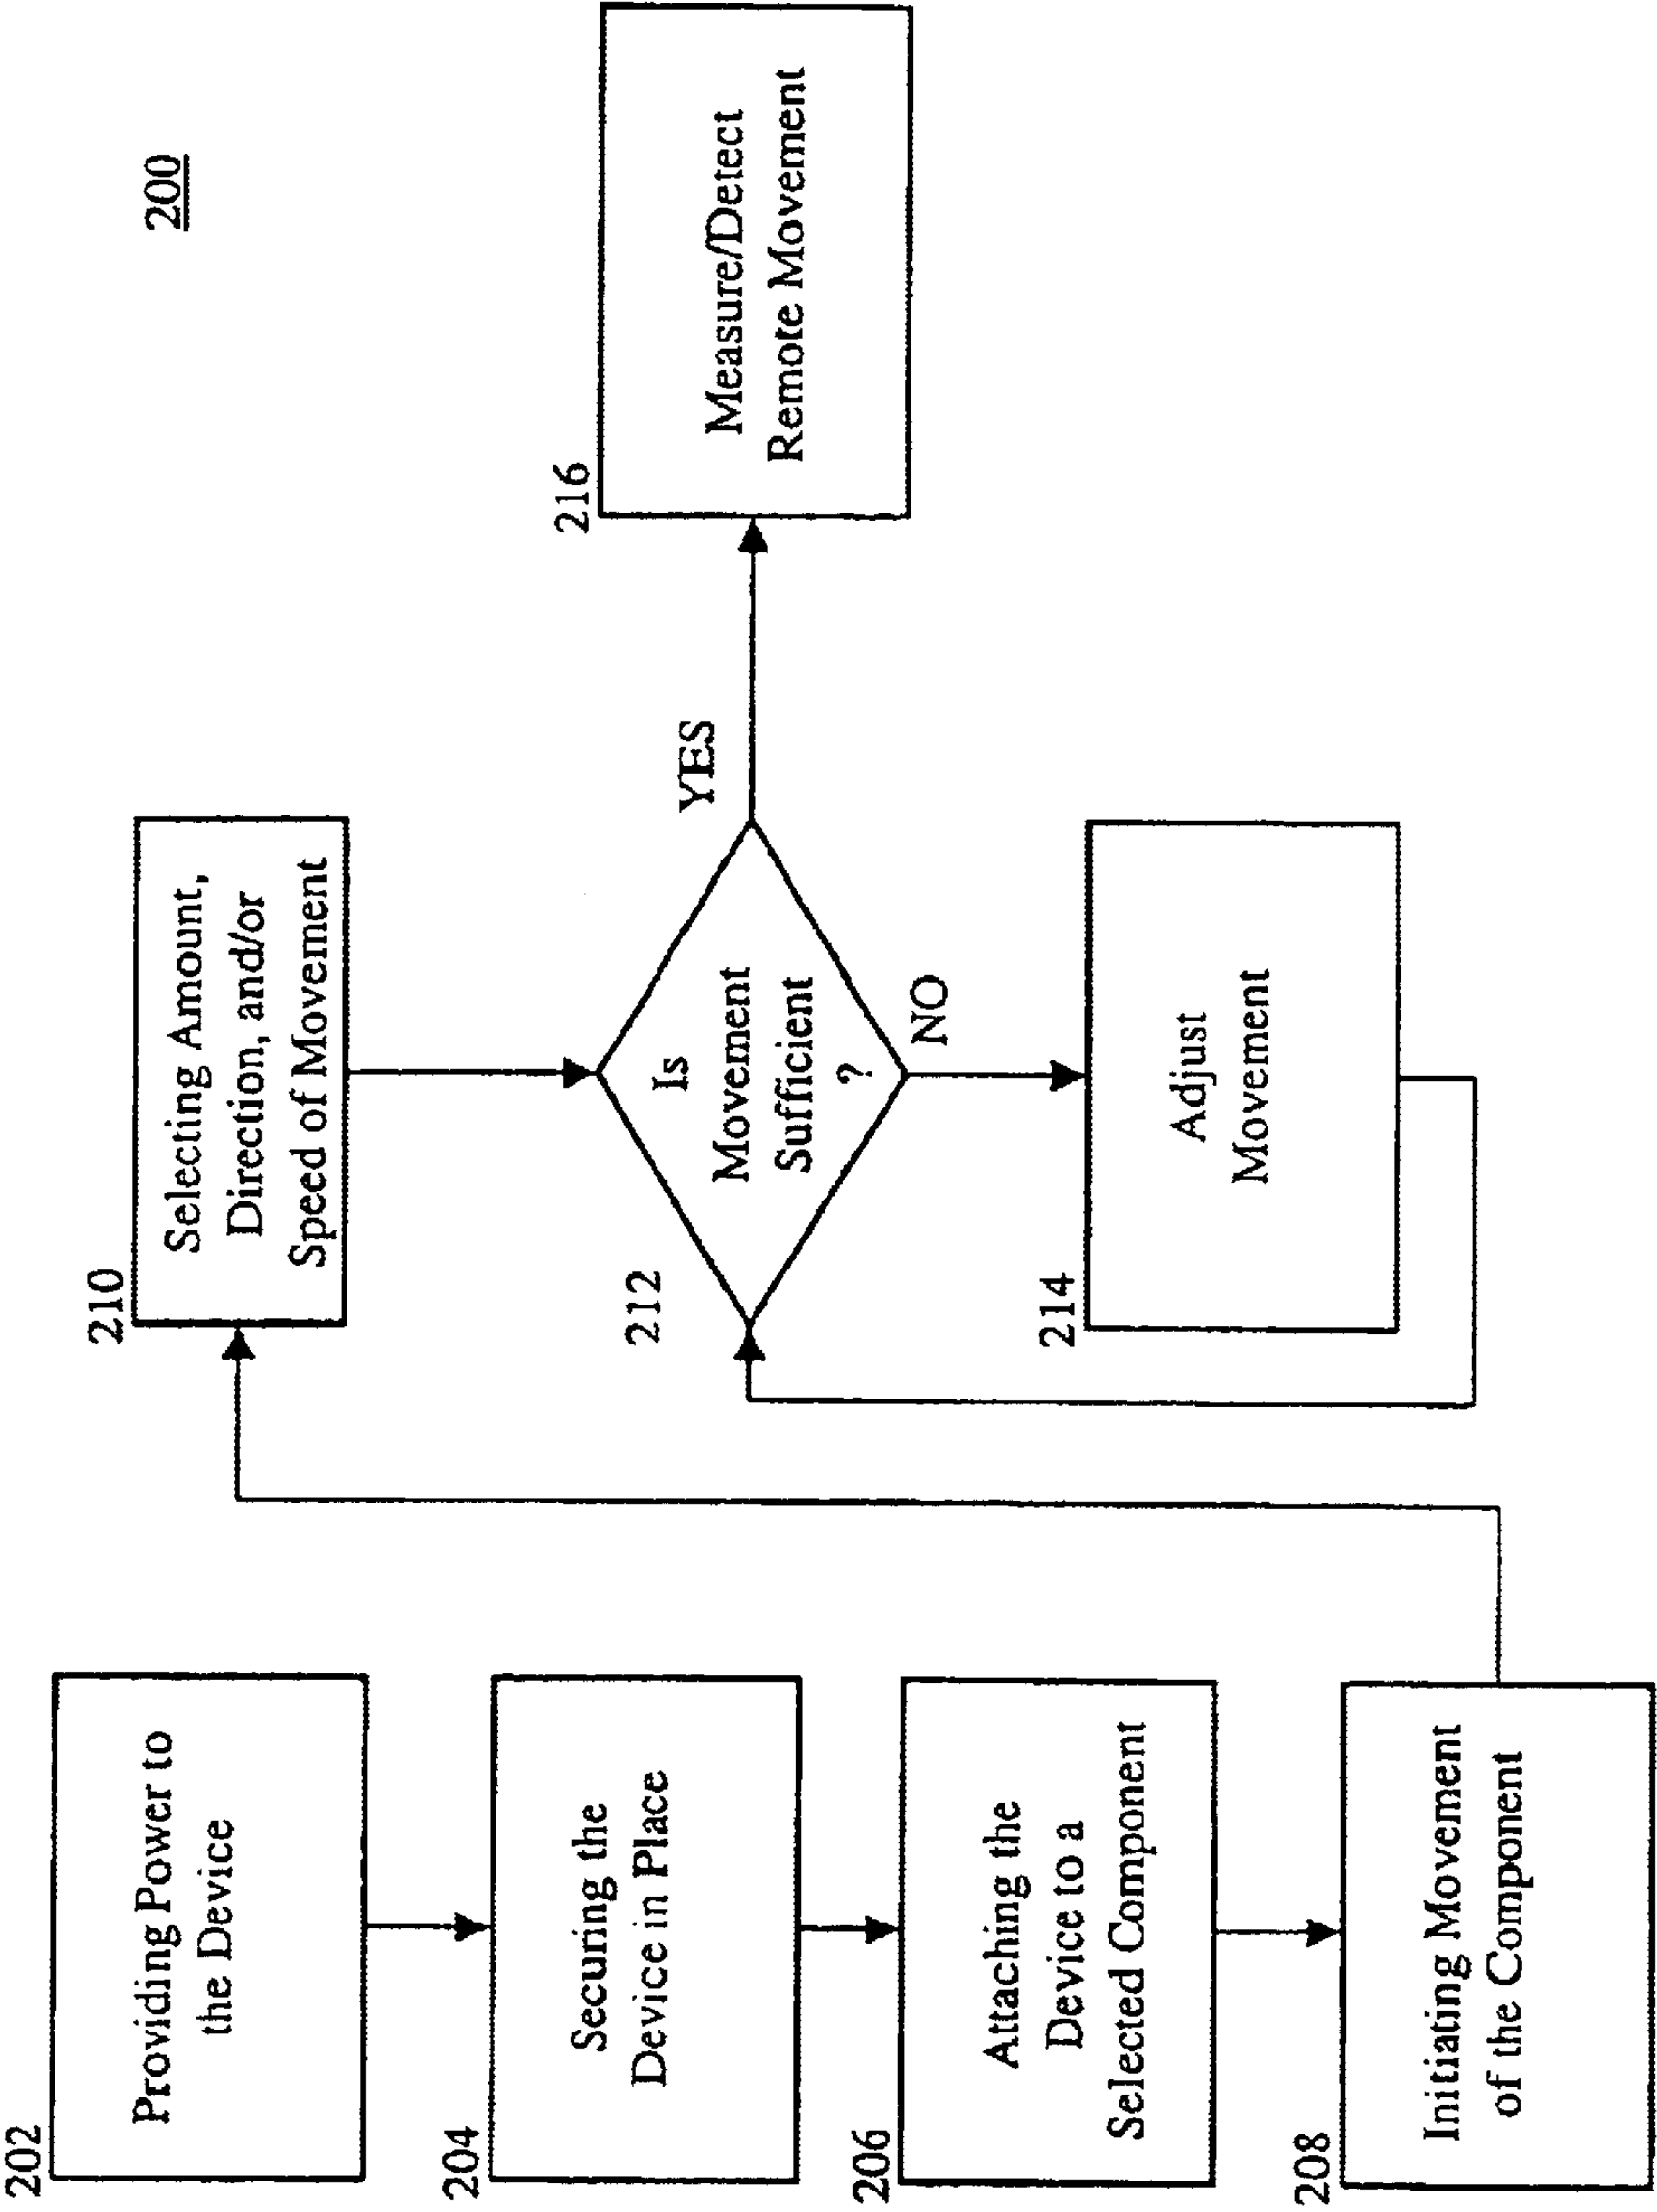 200
202
Providing Power to
the Device
204
Securing the
Device in Place
206
Attaching the
Device to a
Selected Component
208
Initiating Movement
of the Component
210
Selecting Amount,
Direction, and/or
Speed of Movement
212
Is
Movement
Sufficient
?
YES
NO
214
Adjust
Movement
216
Measure/Detect
Remote Movement